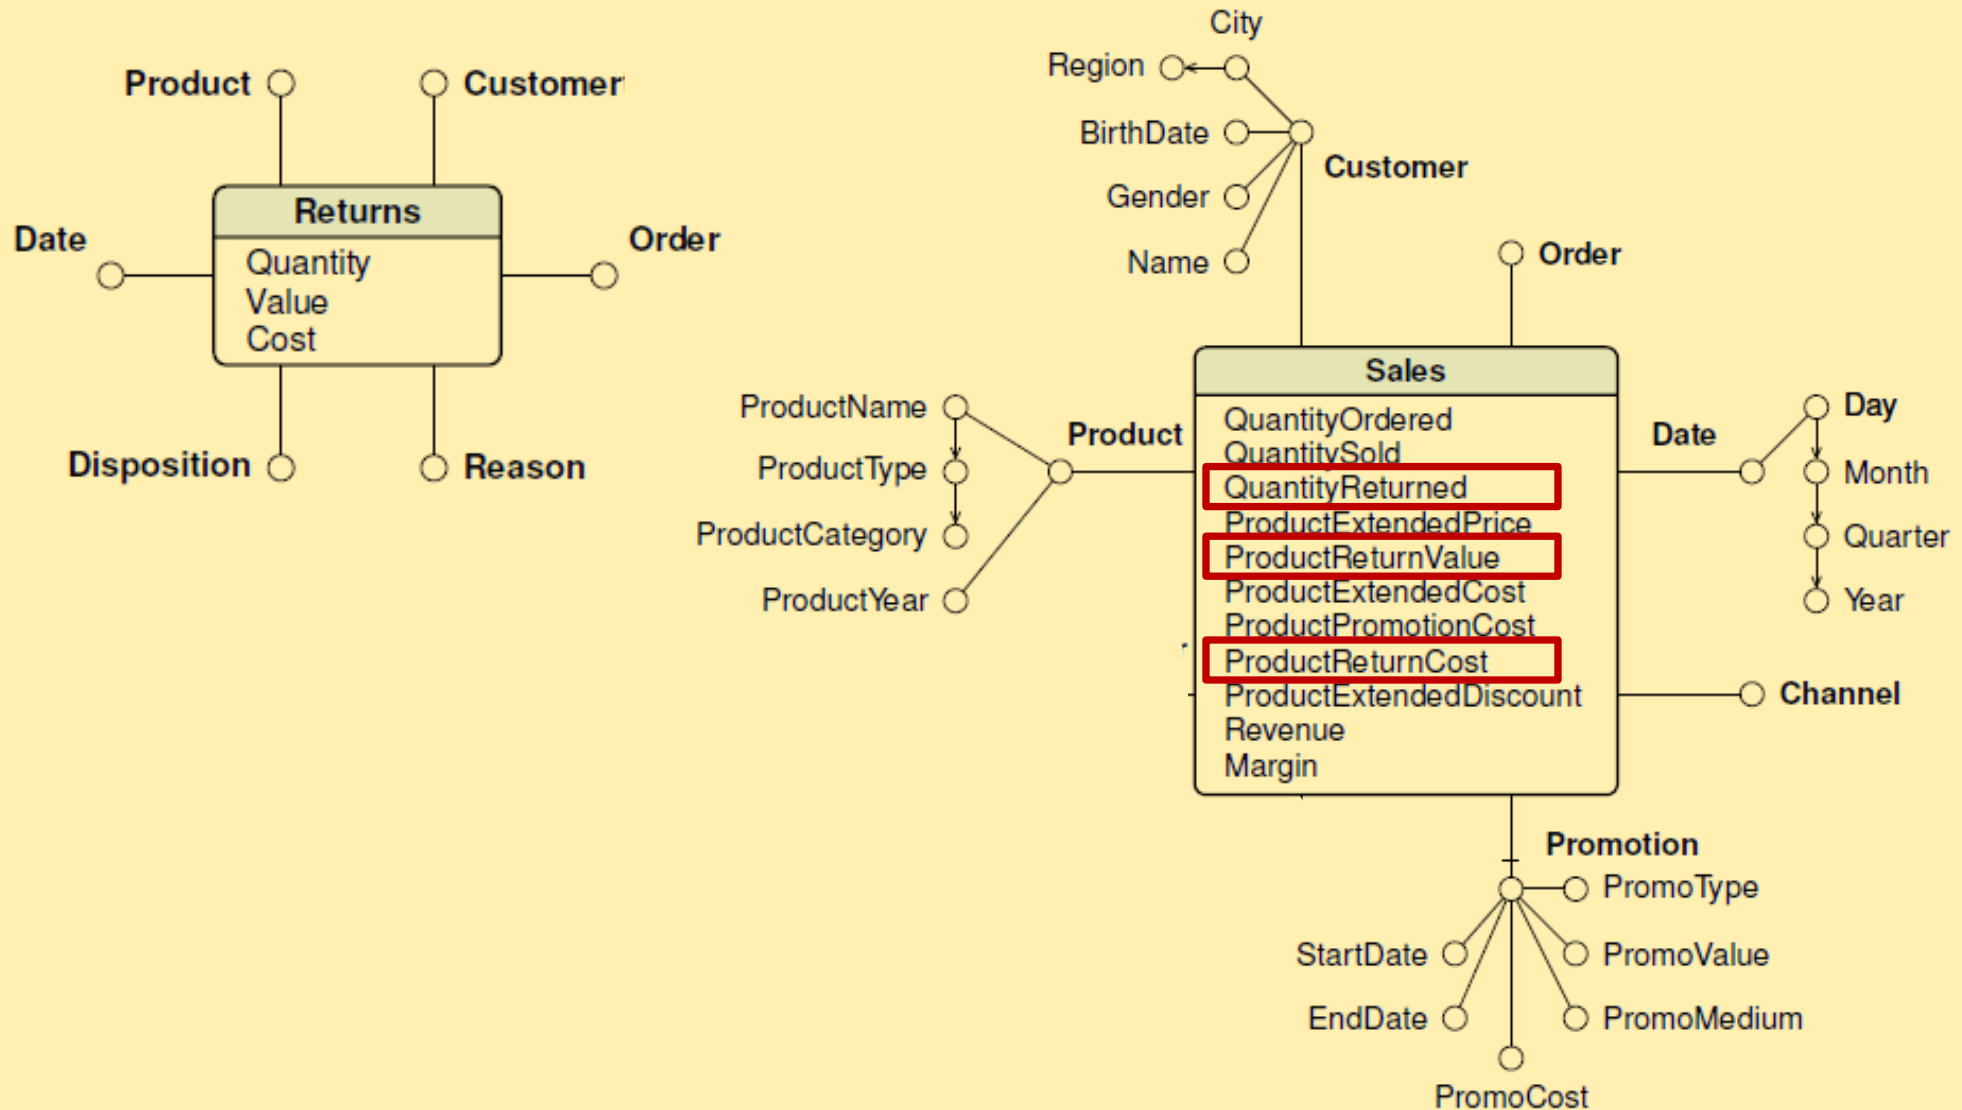 Product
Customer
Date
Returns
Order
Quantity
Value
Cost
Disposition
Reason
City
Region
BirthDate
Customer
Gender
Name
Order
Sales
ProductName
Product
ProductType
ProductCategory
ProductYear
QuantityOrdered
QuantitySold
QuantityReturned
ProductExtendedPrice
ProductReturnValue
ProductExtendedCost
ProductPromotionCost
ProductReturnCost
ProductExtendedDiscount
Revenue
Margin
Date
Day
Month
Quarter
Year
Channel
Promotion
PromoType
StartDate
PromoValue
EndDate
PromoMedium
PromoCost